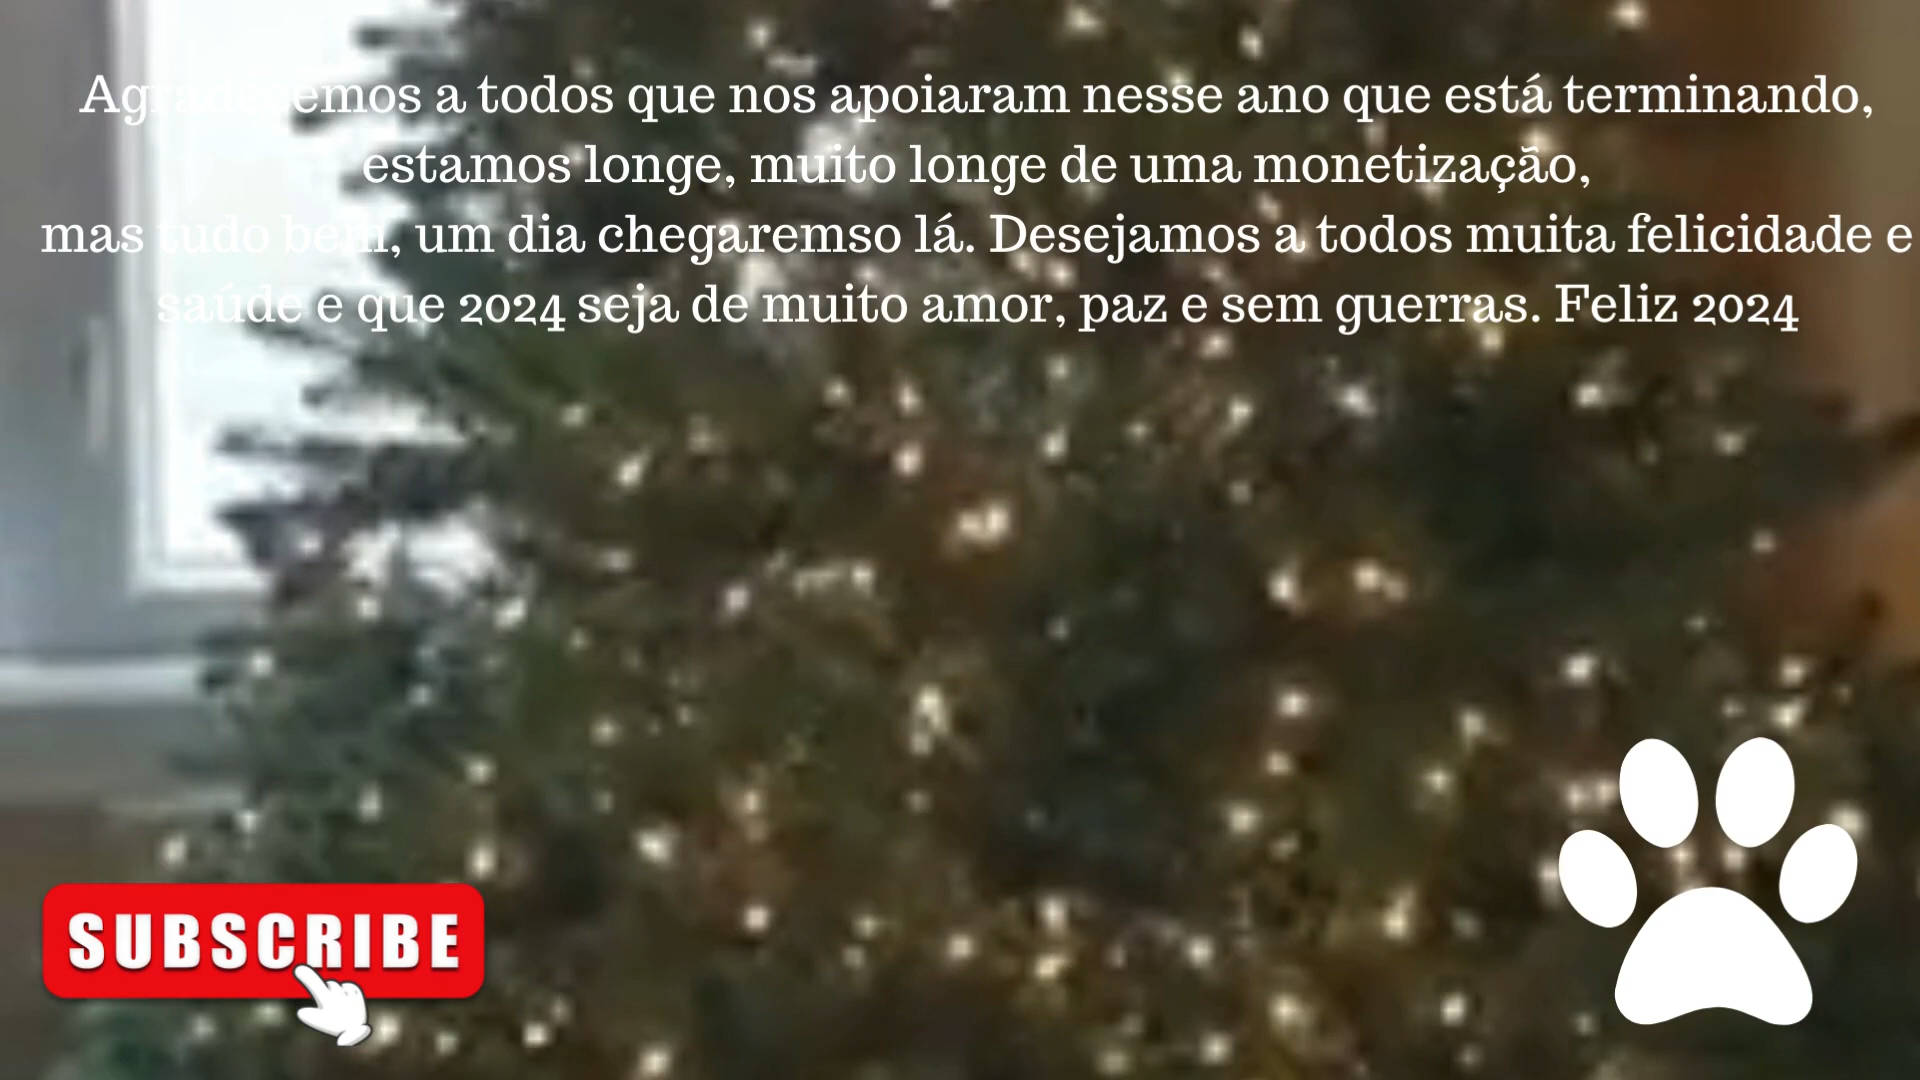 Agradecemos a todos que nos apoiaram nesse ano que está terminando,
estamos longe, muito longe de uma monetização,
mas tudo bem, um dia chegaremso lá. Desejamos a todos muita felicidade e
saúde e que 2024 seja de muito amor, paz e sem guerras. Feliz 2024
SUBSCRIBE